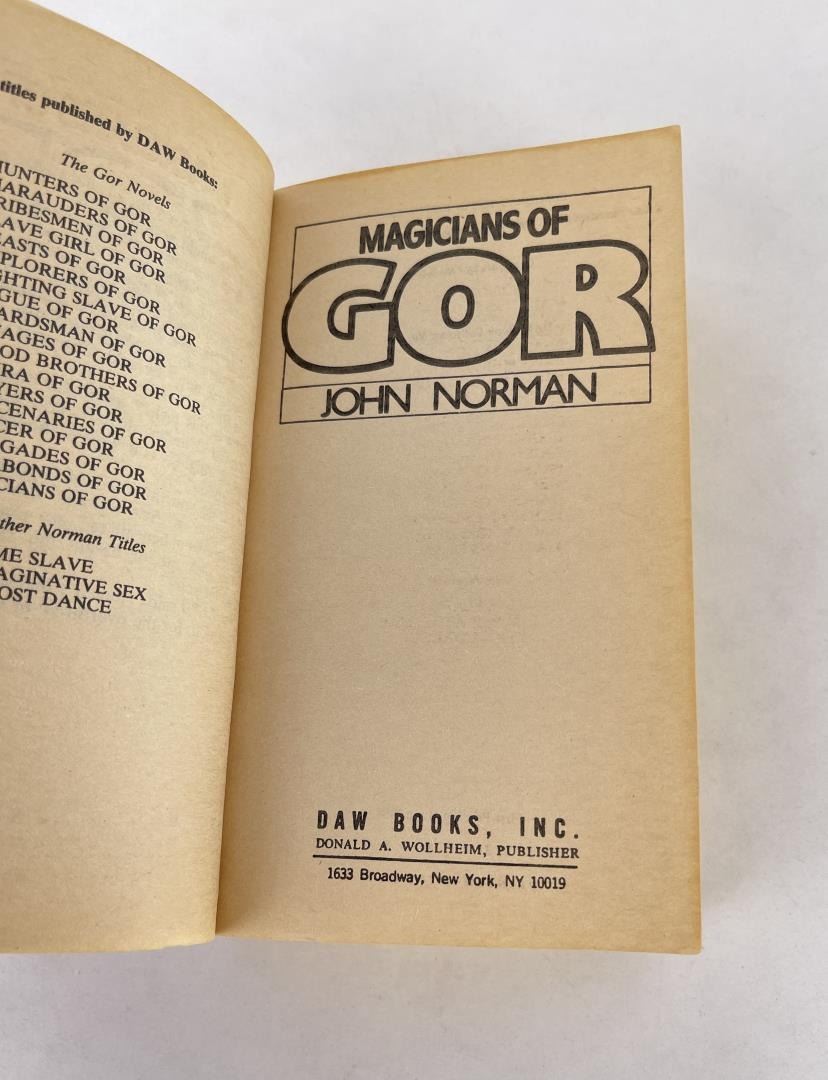 titles published by DAW Books:
The Gor Novels
HUNTERS OF GOR
MARAUDERS OF GOR
RIBESMEN OF GOR
AVE GIRL OF GOR
EASTS OF GOR
PLORERS OF GOR
GHTING SLAVE OF GOR
GUE OF GOR
ARDSMAN OF GOR
AGES OF GOR
OD BROTHERS OF GOR
RA OF GOR
YERS OF GOR
CENARIES OF GOR
CER OF GOR
GADES OF GOR
BONDS OF GOR
CIANS OF GOR
ther Norman Titles
ME SLAVE
AGINATIVE SEX
OST DANCE
MAGICIANS OF
GOR
JOHN NORMAN
DAW BOOKS, INC.
DONALD A. WOLLHEIM, PUBLISHER
1633 Broadway, New York, NY 10019